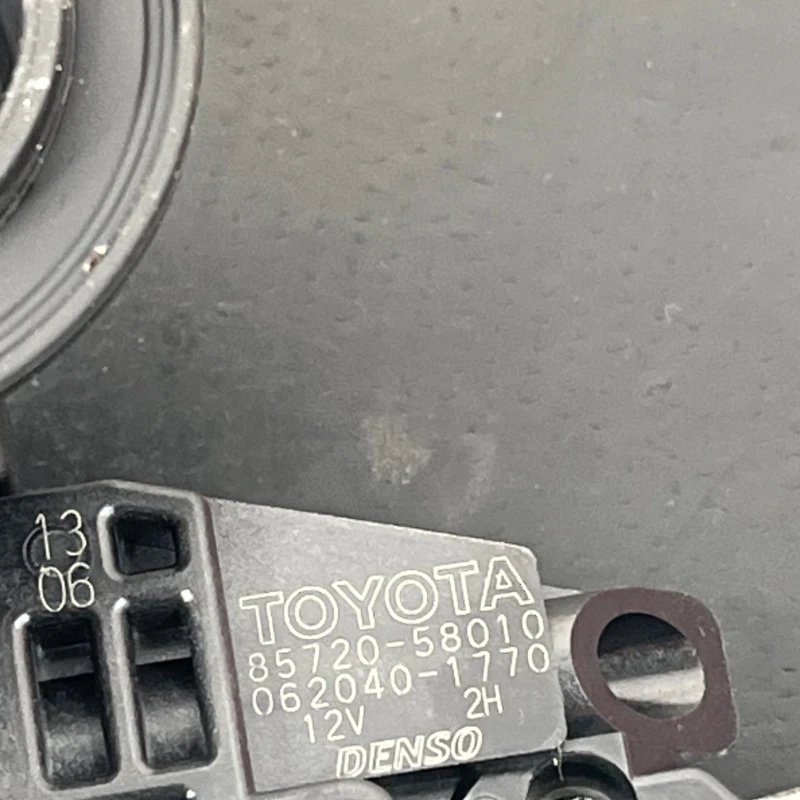 13
06
TOYOTA
85720-58010
062040-1770
12V 2H
DENSO